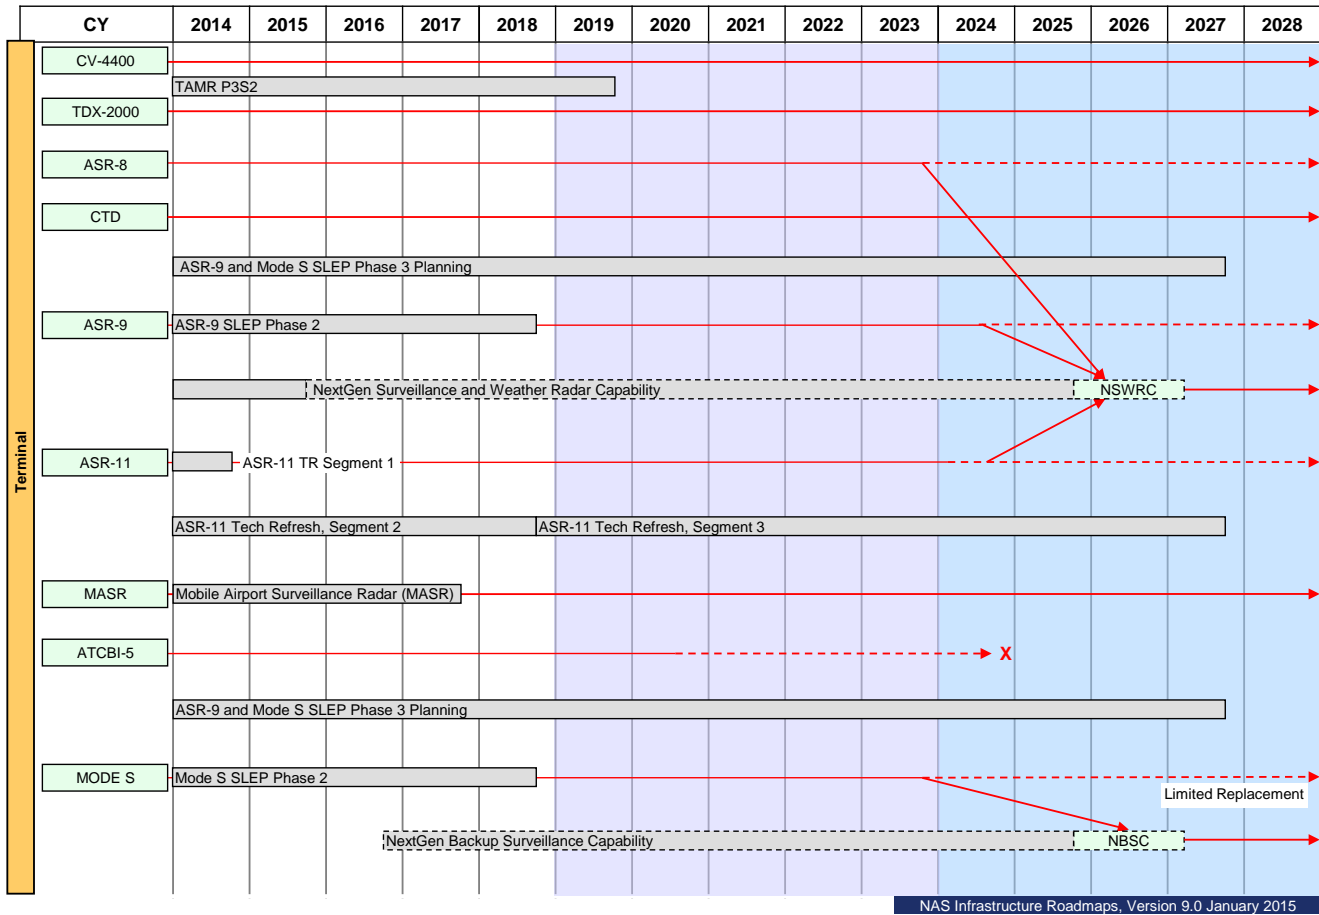 CY 2014 2015 2016 2017 2018 2019 2020 2021 2022 2023 2024 2025 2026 2027 2028
Terminal
CV-4400
TAMR P3S2
TDX-2000
ASR-8
CTD
ASR-9 and Mode S SLEP Phase 3 Planning
ASR-9 ASR-9 SLEP Phase 2
NextGen Surveillance and Weather Radar Capability NSWRC
ASR-11 ASR-11 TR Segment 1
ASR-11 Tech Refresh, Segment 2 ASR-11 Tech Refresh, Segment 3
MASR Mobile Airport Surveillance Radar (MASR)
ATCBI-5 X
ASR-9 and Mode S SLEP Phase 3 Planning
MODE S Mode S SLEP Phase 2
Limited Replacement
NextGen Backup Surveillance Capability NBSC
NAS Infrastructure Roadmaps, Version 9.0 January 2015